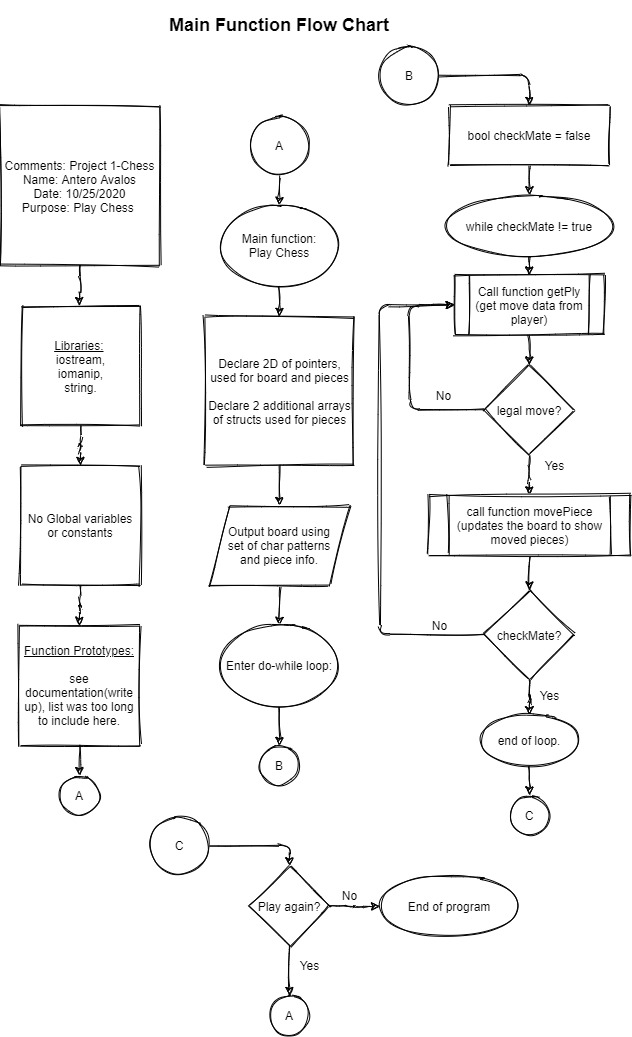 Main Function Flow Chart
Comments: Project 1-Chess
Name: Antero Avalos
Date: 10/25/2020
Purpose: Play Chess
Libraries:
iostream,
iomanip,
string.
No Global variables
or constants
Function Prototypes:
see
documentation(write
up), list was too long
to include here.
A
A
Main function:
Play Chess
Declare 2D of pointers,
used for board and pieces
Declare 2 additional arrays
of structs used for pieces
Output board using
set of char patterns
and piece info.
Enter do-while loop:
B
B
bool checkMate = false
while checkMate != true
Call function getPly
(get move data from
player)
legal move?
No
Yes
call function movePiece
(updates the board to show
moved pieces)
checkMate?
No
Yes
end of loop.
C
C
Play again?
No
End of program
Yes
A